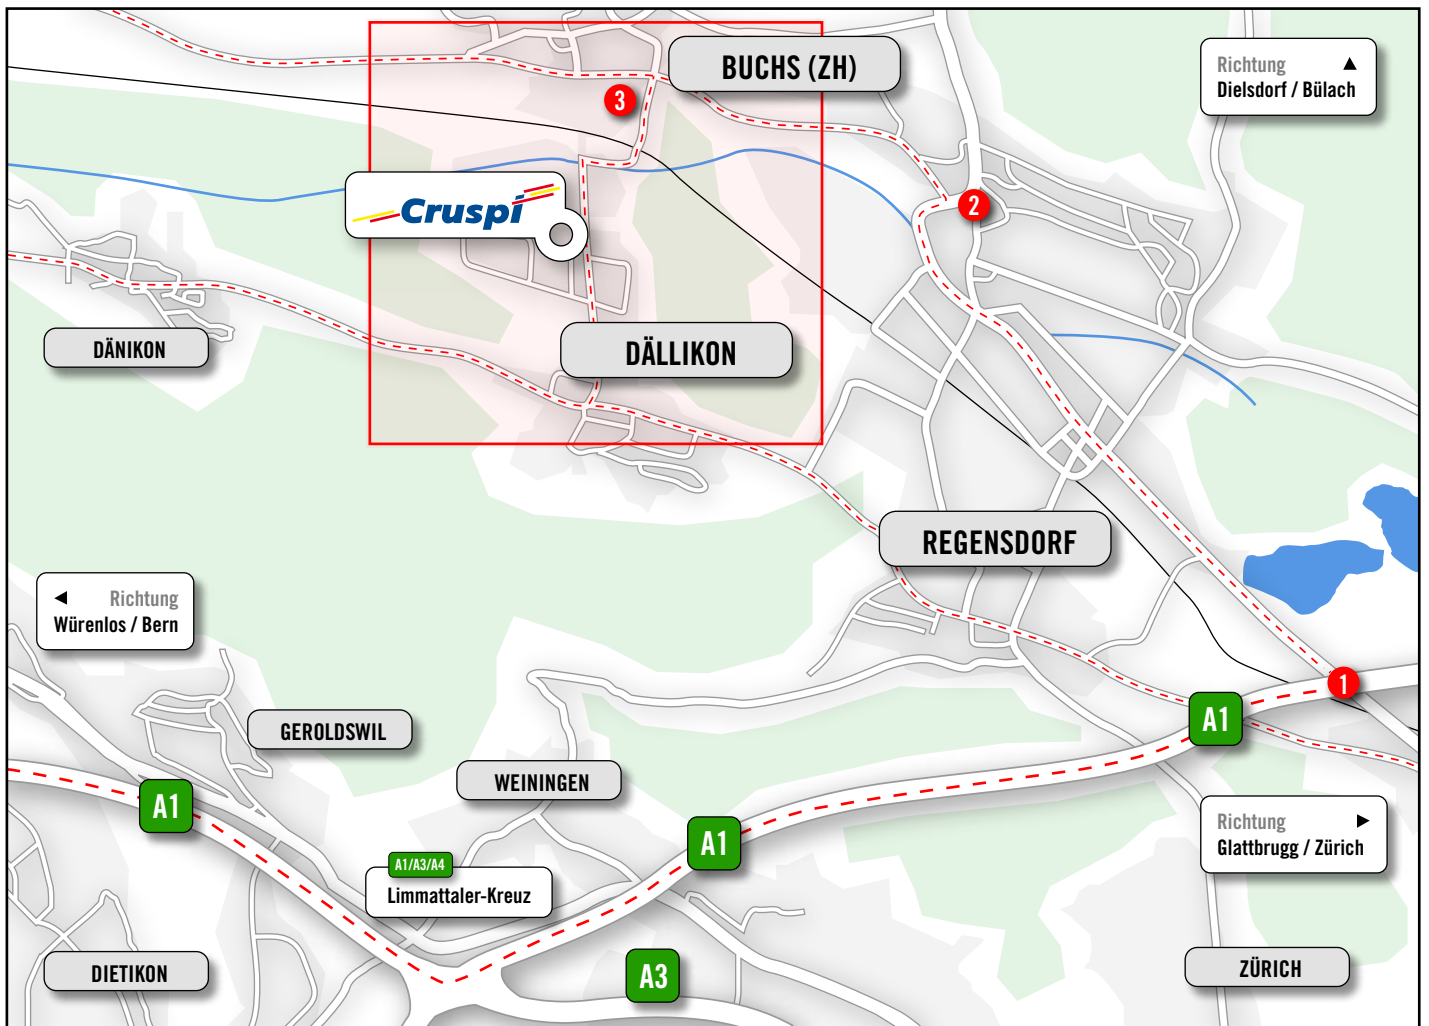 BUCHS (ZH)
Richtung ▲
Dielsdorf / Bülach
3
Cruspi
2
DÄNIKON
DÄLLIKON
REGENSDORF
◀ Richtung
Würenlos / Bern
1
A1
GEROLDSWIL
WEININGEN
A1
A1
Richtung ▶
Glattbrugg / Zürich
A1/A3/A4
Limmattaler-Kreuz
DIETIKON
A3
ZÜRICH